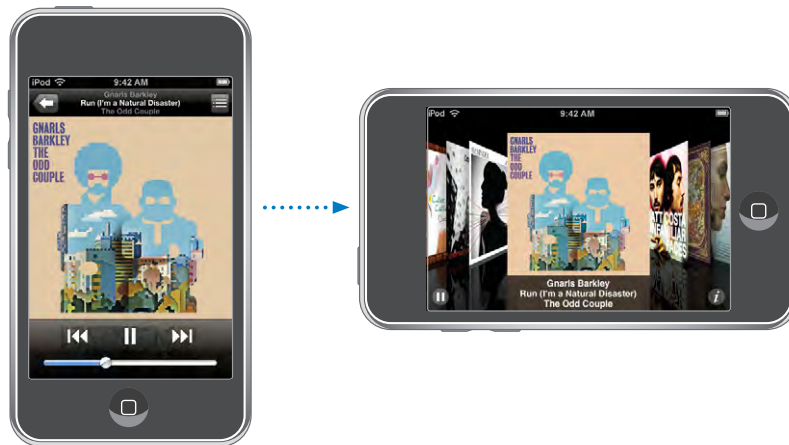 iPod 9:42 AM
Gnarls Barkley
Run (I'm a Natural Disaster)
The Odd Couple
GNARLS
BARKLEY
THE
ODD
COUPLE
iPod 9:42 AM
GNARLS
BARKLEY
THE
ODD
COUPLE
Gnarls Barkley
Run (I'm a Natural Disaster)
The Odd Couple